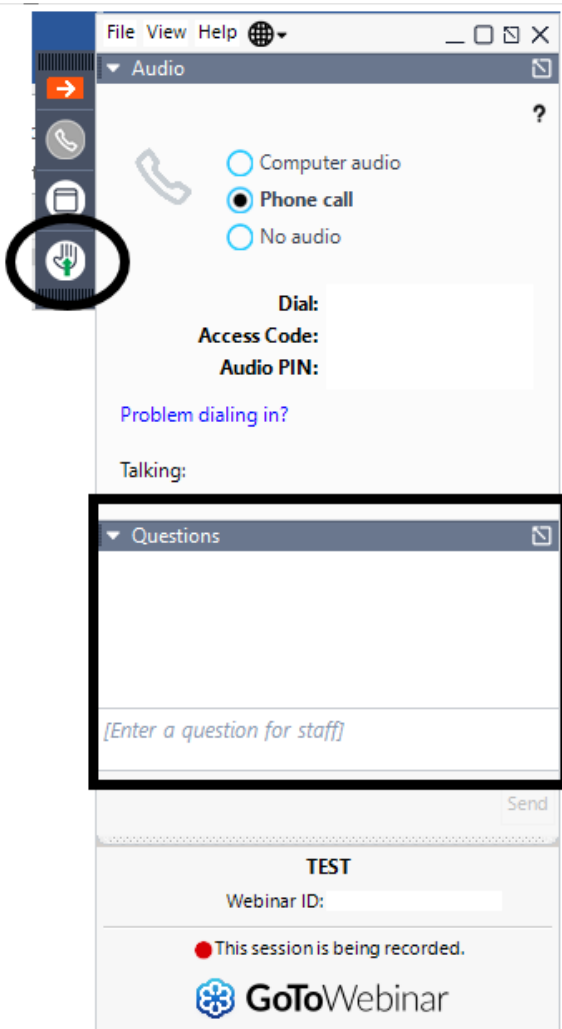 File View Help
Audio
?
Computer audio
Phone call
No audio
Dial:
Access Code:
Audio PIN:
Problem dialing in?
Talking:
Questions
[Enter a question for staff]
Send
TEST
Webinar ID:
This session is being recorded.
GoToWebinar